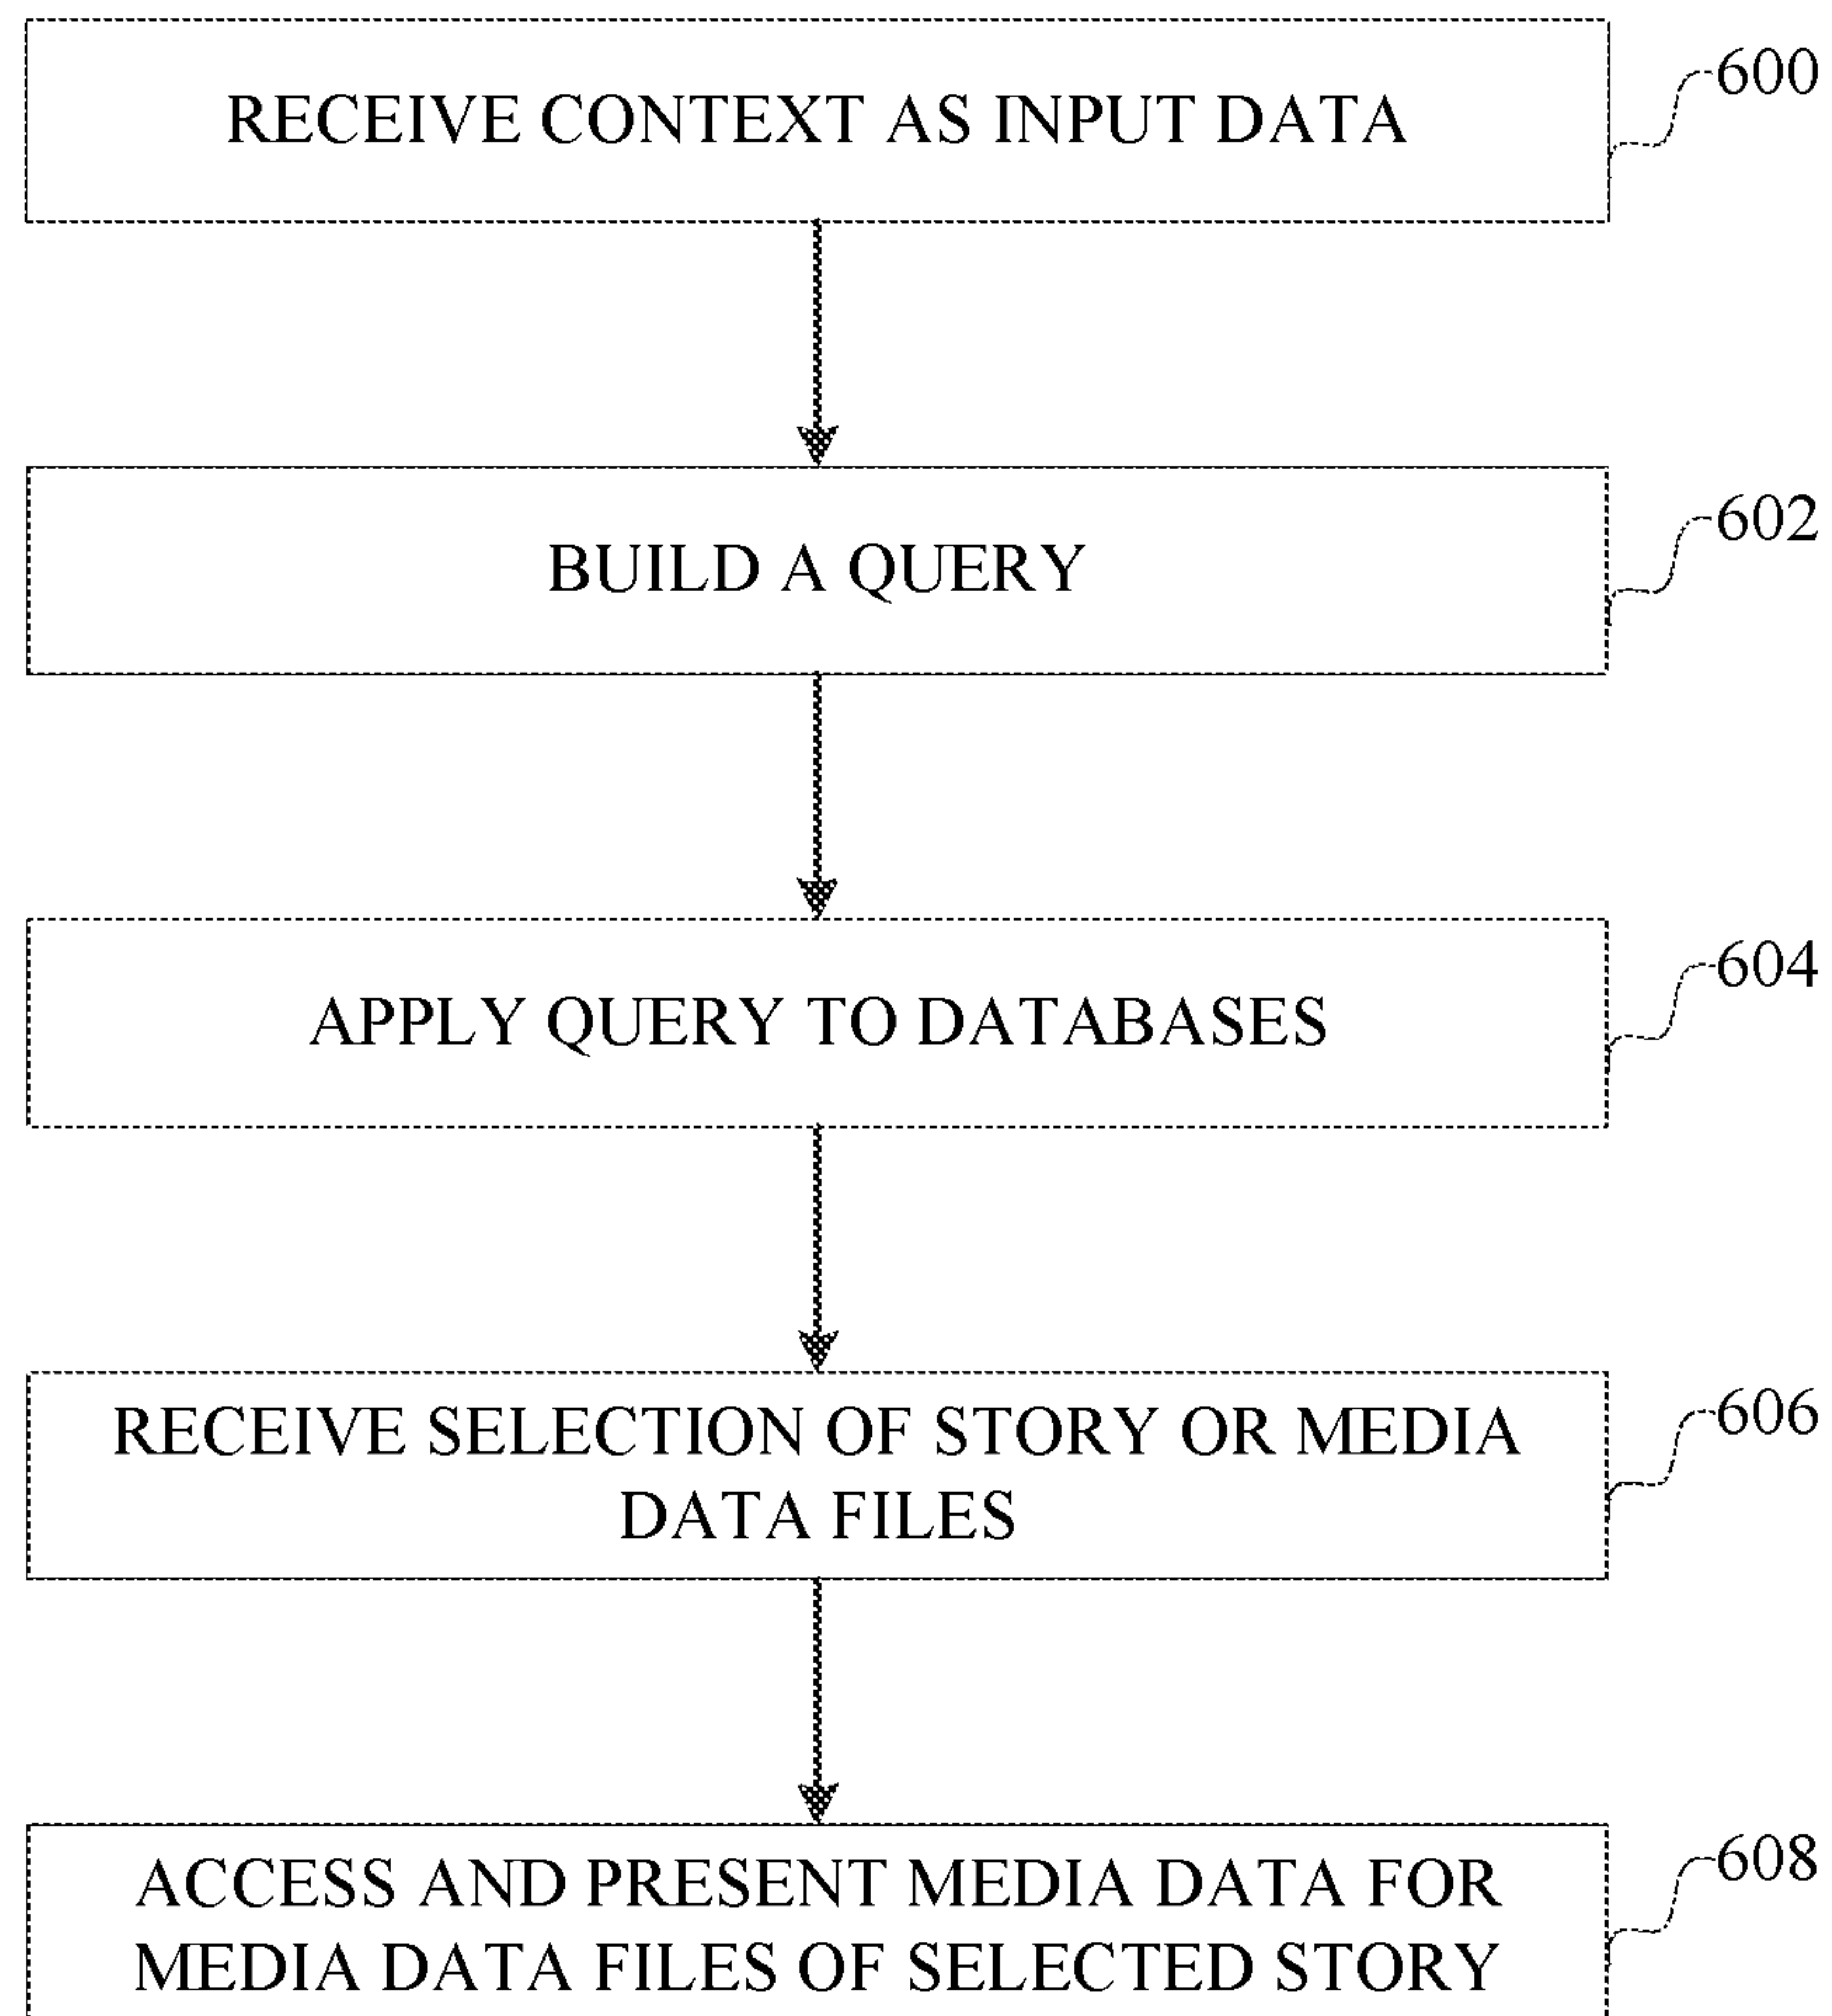 RECEIVE CONTEXT AS INPUT DATA
600
BUILD A QUERY
602
APPLY QUERY TO DATABASES
604
RECEIVE SELECTION OF STORY OR MEDIA
DATA FILES
606
ACCESS AND PRESENT MEDIA DATA FOR
MEDIA DATA FILES OF SELECTED STORY
608